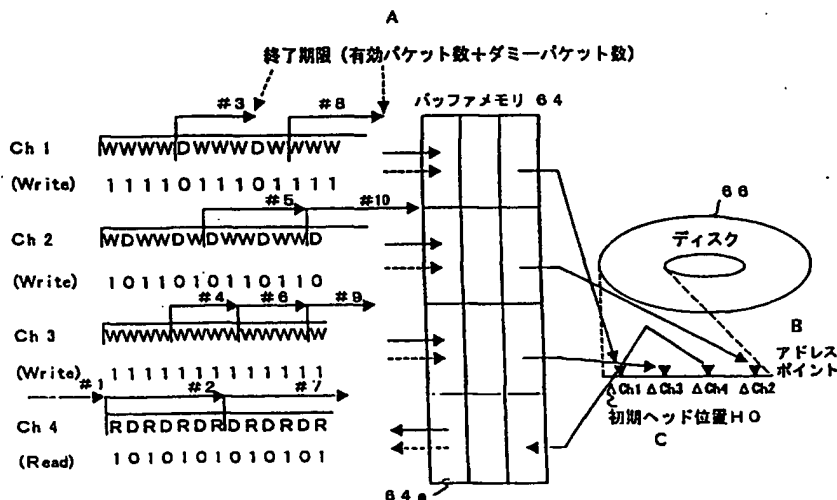 A
終了期限（有効パケット数＋ダミーパケット数）
#3 #8
バッファメモリ 64
Ch 1 WWWWDWWWDWWWW
(Write) 1111011101111
#5 #10
Ch 2 WDWWDWDWWDWWD
(Write) 1011010110110
#4 #6 #9
Ch 3 WWWWWWWWWWWWW
(Write) 1111111111111
#1 #2 #7
Ch 4 RDRDRDRDRDRDR
(Read) 1010101010101
64a
66
ディスク
B
アドレスポイント
ΔCh1 ΔCh3 ΔCh4 ΔCh2
初期ヘッド位置H0
C